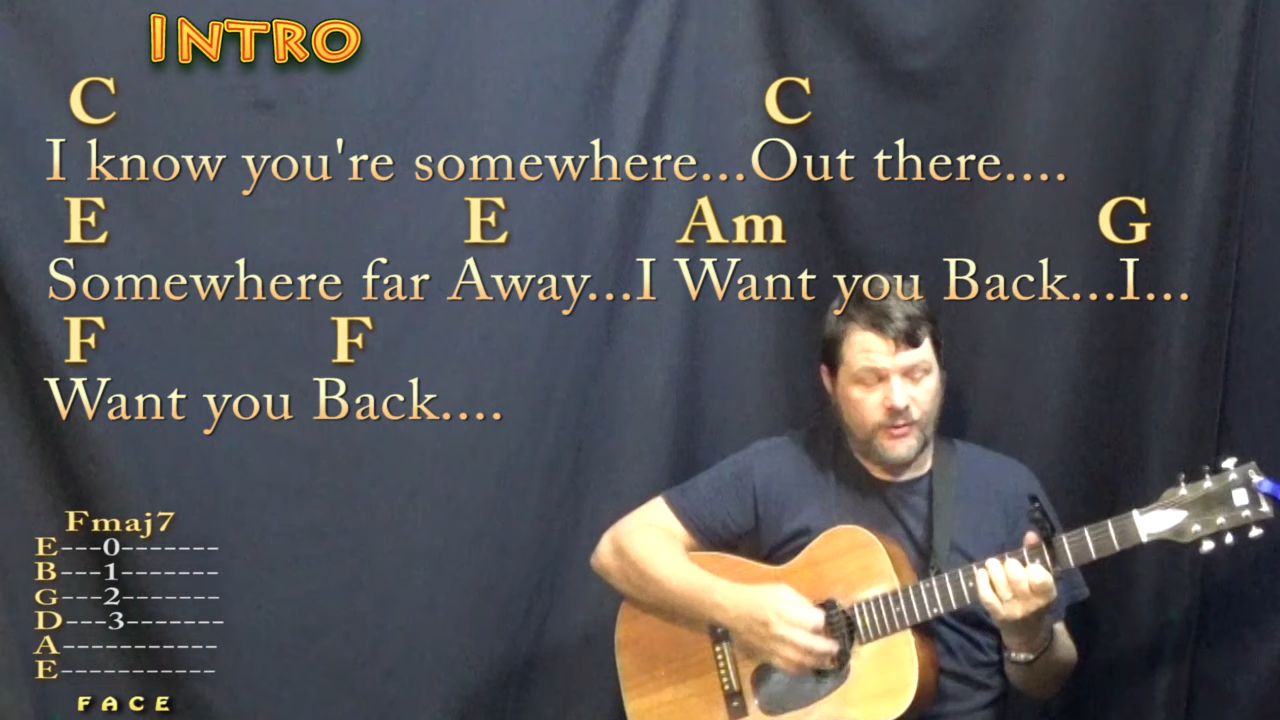 INTRO
C C
I know you're somewhere...Out there....
E E Am G
Somewhere far Away...I Want you Back...I...
F F
Want you Back....
Fmaj7
E---0-------
B---1-------
G---2-------
D---3-------
A-----------
E-----------
FACE